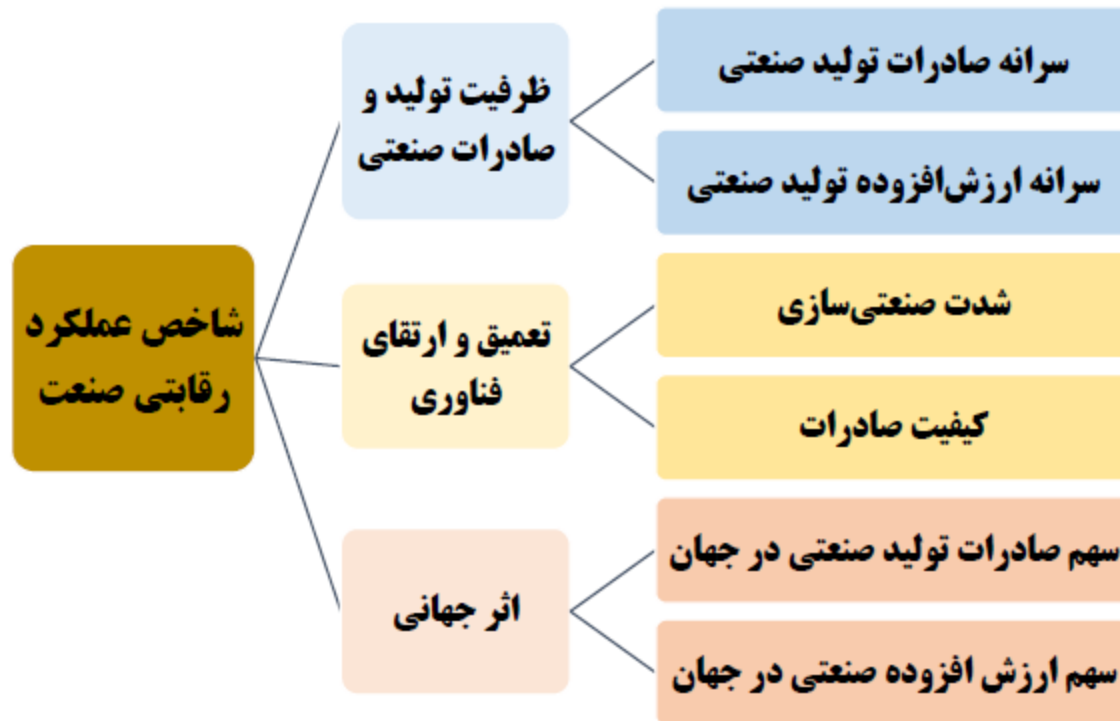 شاخص عملکرد
رقابتی صنعت
ظرفیت تولید و
صادرات صنعتی
سرانه صادرات تولید صنعتی
سرانه ارزش‌افزوده تولید صنعتی
تعمیق و ارتقای
فناوری
شدت صنعتی‌سازی
کیفیت صادرات
اثر جهانی
سهم صادرات تولید صنعتی در جهان
سهم ارزش افزوده صنعتی در جهان